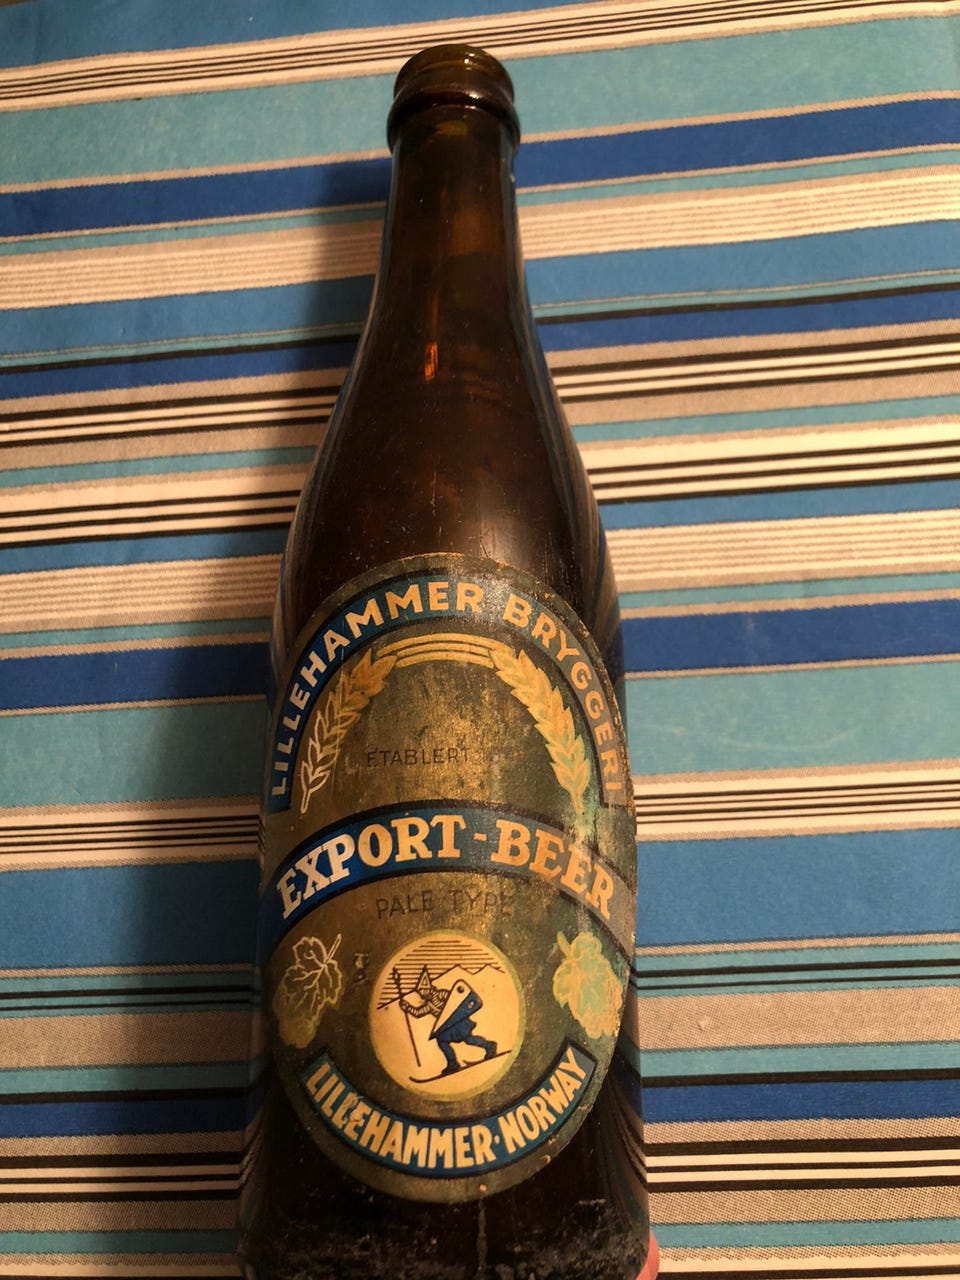 LILLEHAMMER BRYGGERI
ETABLERT
EXPORT-BEER
PALE TYPE
LILLEHAMMER·NORWAY